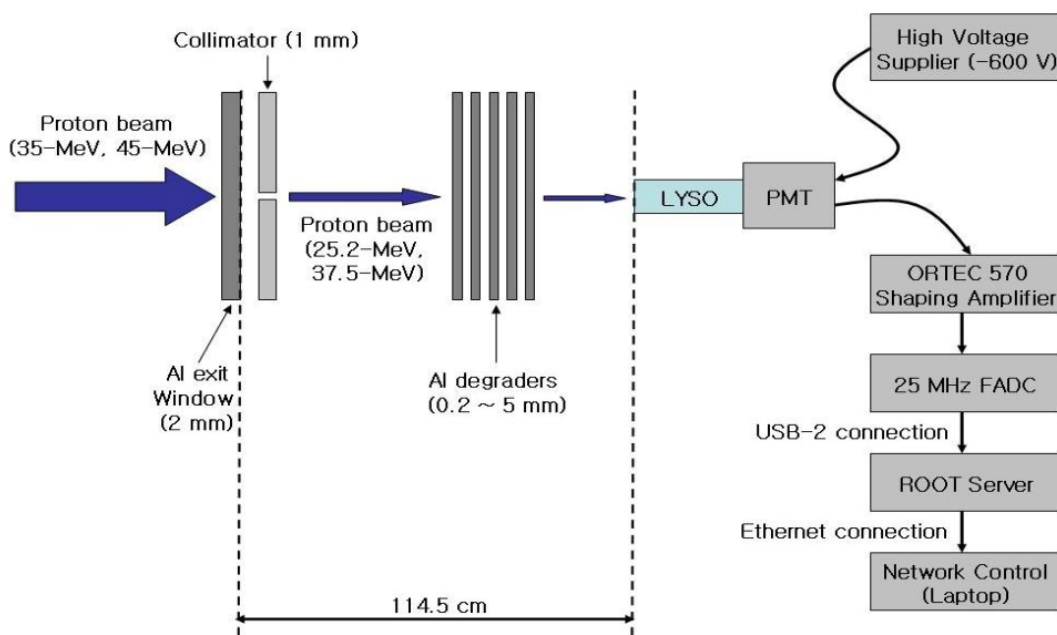 Collimator (1 mm)
High Voltage
Supplier (-600 V)
Proton beam
(35-MeV, 45-MeV)
LYSO
PMT
Proton beam
(25.2-MeV,
37.5-MeV)
ORTEC 570
Shaping Amplifier
Al exit
Window
(2 mm)
Al degraders
(0.2 ~ 5 mm)
25 MHz FADC
USB-2 connection
ROOT Server
Ethernet connection
Network Control
(Laptop)
114.5 cm